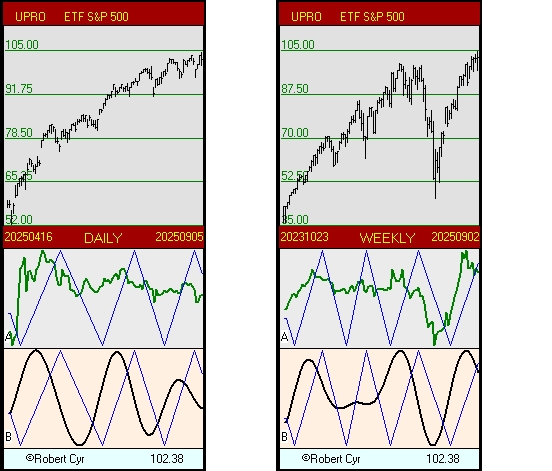 UPRO ETF S&P 500
105.00
91.75
78.50
65.25
52.00
20250416 DAILY 20250905
A
B
©Robert Cyr 102.38
UPRO ETF S&P 500
105.00
87.50
70.00
52.50
35.00
20231023 WEEKLY 20250902
A
B
©Robert Cyr 102.38